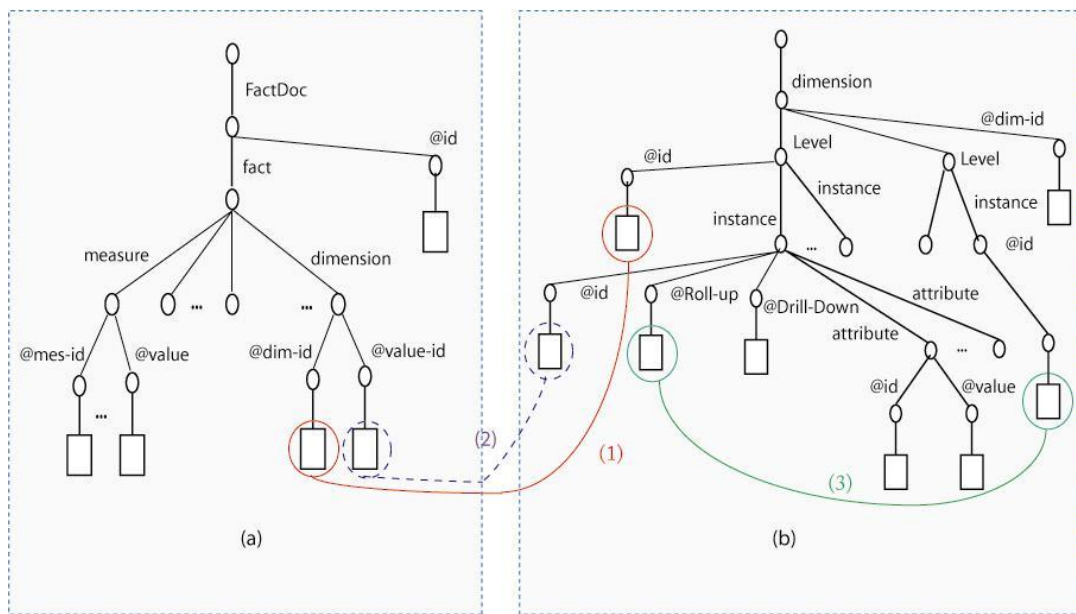 FactDoc
@id
fact
measure
dimension
...
...
@mes-id
@value
@dim-id
@value-id
...
(a)
dimension
@dim-id
Level
Level
@id
instance
instance
instance
...
@id
@id
@Roll-up
@Drill-Down
attribute
attribute
...
@id
@value
(1)
(2)
(3)
(b)